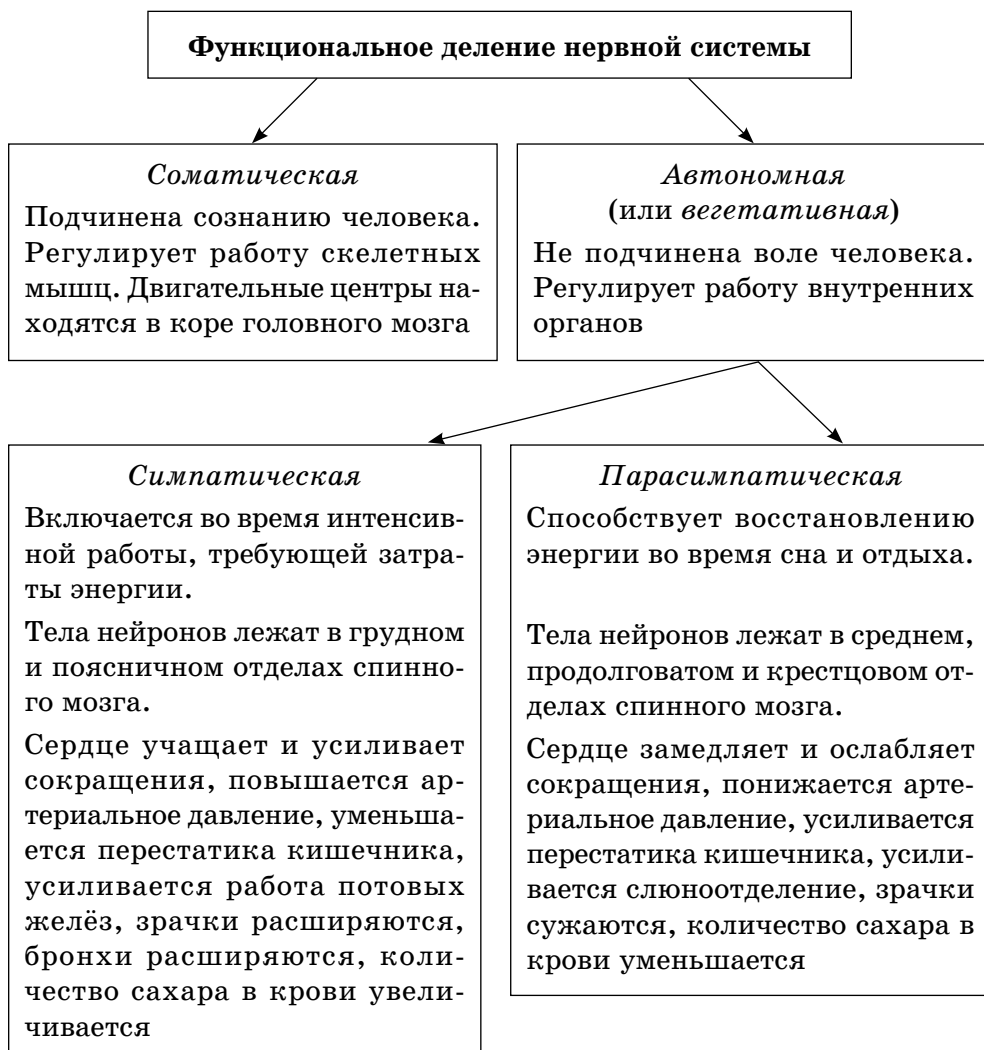 Функциональное деление нервной системы
Соматическая
Подчинена сознанию человека.
Регулирует работу скелетных
мышц. Двигательные центры на-
ходятся в коре головного мозга
Автономная
(или вегетативная)
Не подчинена воле человека.
Регулирует работу внутренних
органов
Симпатическая
Включается во время интенсив-
ной работы, требующей затра-
ты энергии.
Тела нейронов лежат в грудном
и поясничном отделах спинно-
го мозга.
Сердце учащает и усиливает
сокращения, повышается ар-
териальное давление, уменьша-
ется перестатика кишечника,
усиливается работа потовых
желёз, зрачки расширяются,
бронхи расширяются, коли-
чество сахара в крови увели-
чивается
Парасимпатическая
Способствует восстановлению
энергии во время сна и отдыха.
Тела нейронов лежат в среднем,
продолговатом и крестцовом от-
делах спинного мозга.
Сердце замедляет и ослабляет
сокращения, понижается арте-
риальное давление, усиливается
перестатика кишечника, усили-
вается слюноотделение, зрачки
сужаются, количество сахара в
крови уменьшается